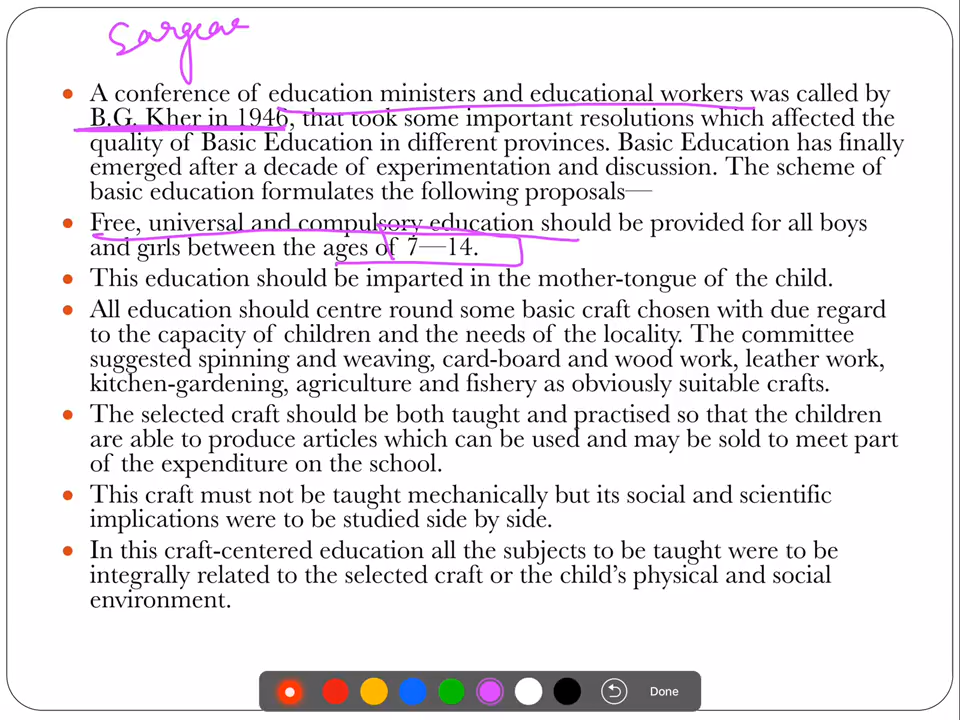 Sargean
• A conference of education ministers and educational workers was called by
B.G. Kher in 1946, that took some important resolutions which affected the
quality of Basic Education in different provinces. Basic Education has finally
emerged after a decade of experimentation and discussion. The scheme of
basic education formulates the following proposals—
• Free, universal and compulsory education should be provided for all boys
and girls between the ages of 7—14.
• This education should be imparted in the mother-tongue of the child.
• All education should centre round some basic craft chosen with due regard
to the capacity of children and the needs of the locality. The committee
suggested spinning and weaving, card-board and wood work, leather work,
kitchen-gardening, agriculture and fishery as obviously suitable crafts.
• The selected craft should be both taught and practised so that the children
are able to produce articles which can be used and may be sold to meet part
of the expenditure on the school.
• This craft must not be taught mechanically but its social and scientific
implications were to be studied side by side.
• In this craft-centered education all the subjects to be taught were to be
integrally related to the selected craft or the child's physical and social
environment.
Done